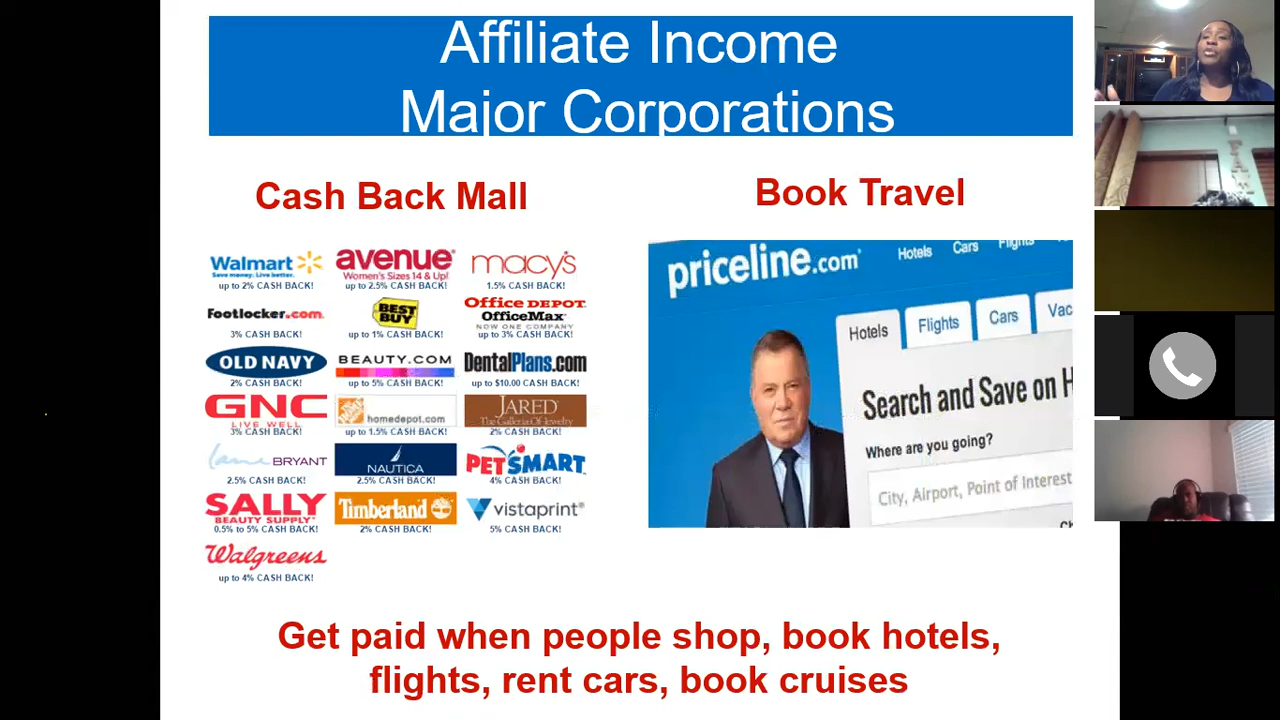 Affiliate Income
Major Corporations
Cash Back Mall
Book Travel
Walmart
Save money. Live better.
up to 2% CASH BACK!
avenue
Women's Sizes 14 & Up!
up to 2.5% CASH BACK!
macy's
1.5% CASH BACK!
Footlocker.com.
3% CASH BACK!
BEST BUY
up to 1% CASH BACK!
Office DEPOT
OfficeMax
NOW ONE COMPANY
up to 3% CASH BACK!
OLD NAVY
2% CASH BACK!
BEAUTY.COM
up to 5% CASH BACK!
DentalPlans.com
up to $10.00 CASH BACK!
GNC
LIVE WELL
3% CASH BACK!
homedepot.com
up to 1.5% CASH BACK!
JARED
The Galleria Of Jewelry
2% CASH BACK!
Lane BRYANT
2.5% CASH BACK!
NAUTICA
2.5% CASH BACK!
PETSMART
4% CASH BACK!
SALLY
BEAUTY SUPPLY
0.5% to 5% CASH BACK!
Timberland
2% CASH BACK!
vistaprint
5% CASH BACK!
Walgreens
up to 4% CASH BACK!
priceline.com
Hotels Cars Flights
Hotels Flights Cars Vac
Search and Save on H
Where are you going?
City, Airport, Point of Interest
Get paid when people shop, book hotels,
flights, rent cars, book cruises